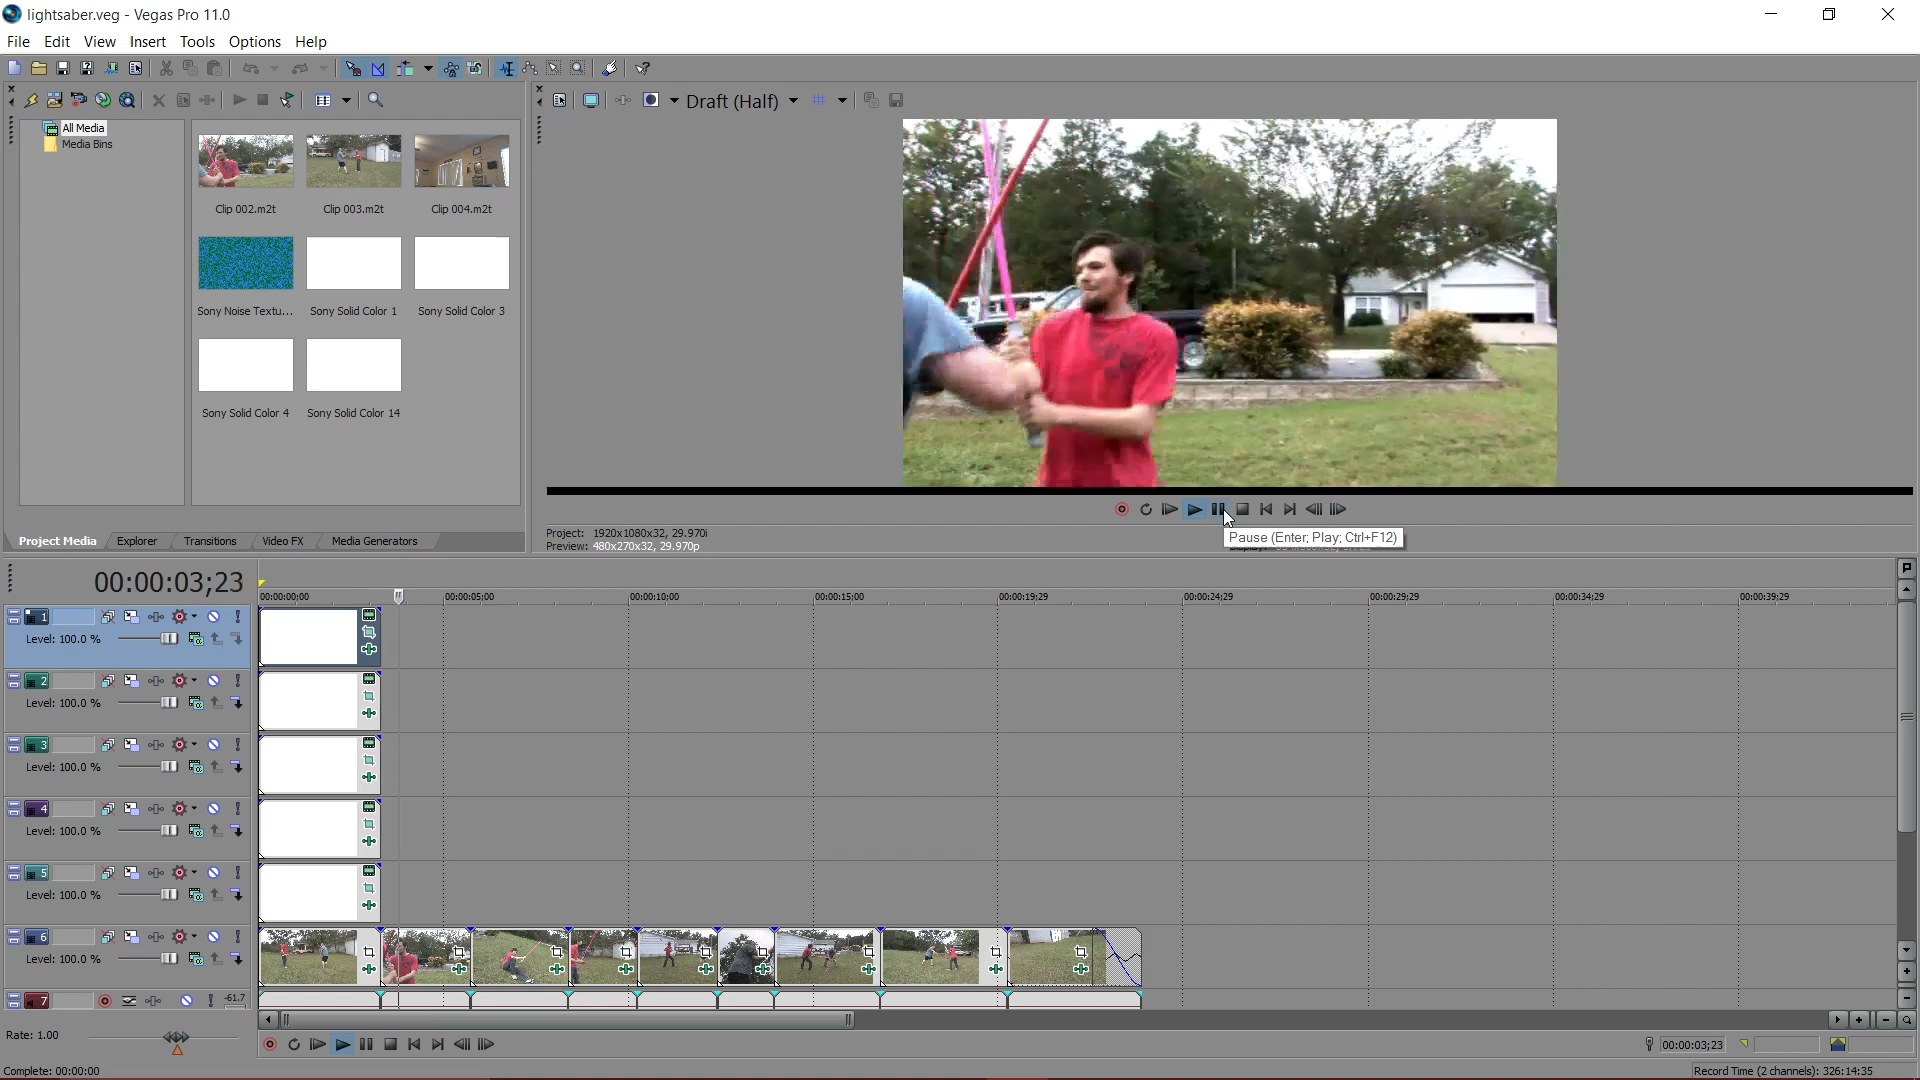 lightsaber.veg - Vegas Pro 11.0
File Edit View Insert Tools Options Help
Draft (Half)
All Media
Media Bins
Clip 002.m2t Clip 003.m2t Clip 004.m2t
Sony Noise Textu... Sony Solid Color 1 Sony Solid Color 3
Sony Solid Color 4 Sony Solid Color 14
Project: 1920x1080x32, 29.970i
Preview: 480x270x32, 29.970p
Pause (Enter; Play; Ctrl+F12)
Project Media Explorer Transitions Video FX Media Generators
00:00:03;23
00:00:00;00 00:00:05;00 00:00:10;00 00:00:15;00 00:00:19;29 00:00:24;29 00:00:29;29 00:00:34;29 00:00:39;29
1
Level: 100.0 %
2
Level: 100.0 %
3
Level: 100.0 %
4
Level: 100.0 %
5
Level: 100.0 %
6
Level: 100.0 %
7 -61.7
Rate: 1.00
00:00:03;23
Complete: 00:00:00
Record Time (2 channels): 326:14:35